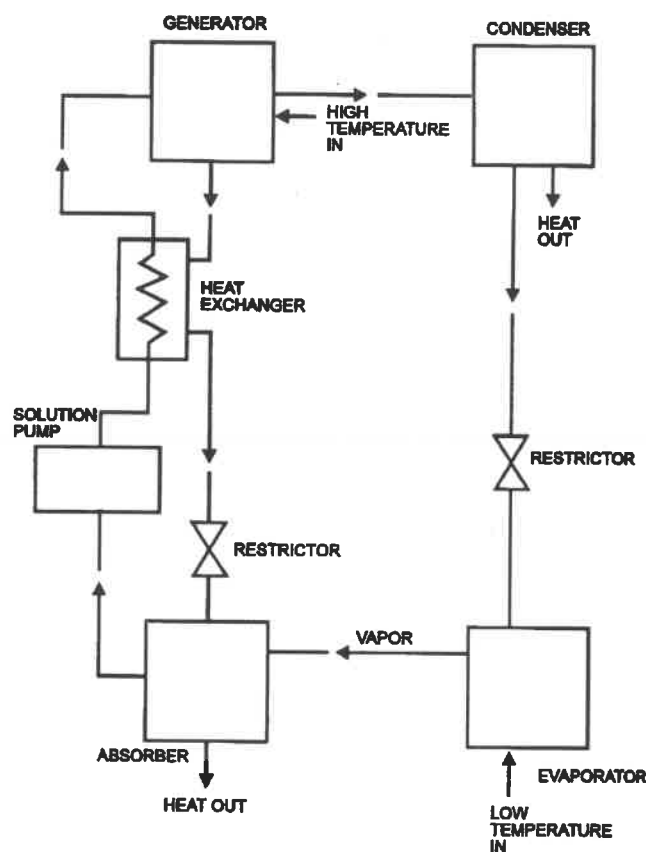 GENERATOR
CONDENSER
HIGH
TEMPERATURE
IN
HEAT
OUT
HEAT
EXCHANGER
SOLUTION
PUMP
RESTRICTOR
RESTRICTOR
VAPOR
ABSORBER
EVAPORATOR
HEAT OUT
LOW
TEMPERATURE
IN